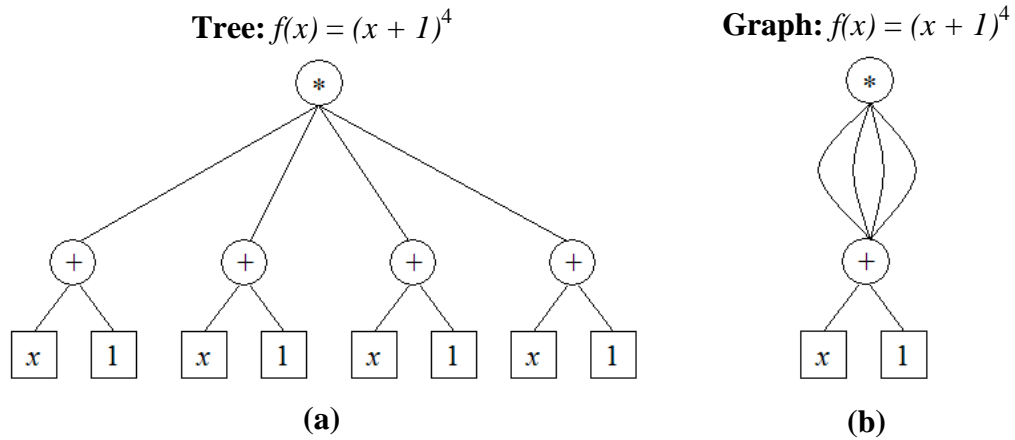 Tree: f(x) = (x + 1)⁴
*
+ + + +
x 1 x 1 x 1 x 1
(a)
Graph: f(x) = (x + 1)⁴
*
+
x 1
(b)